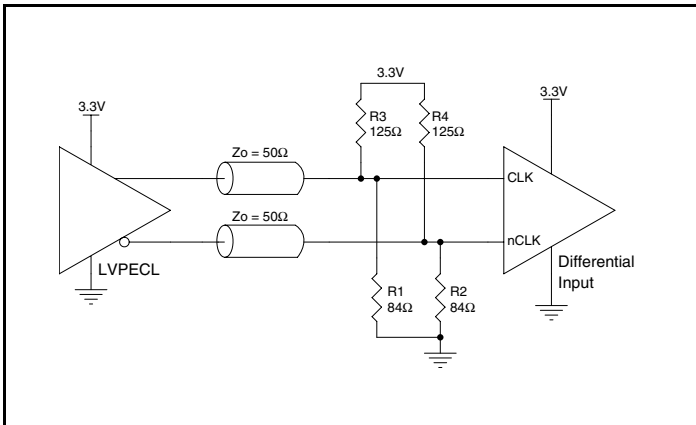 3.3V
3.3V
3.3V
R3
125Ω
R4
125Ω
Zo = 50Ω
CLK
Zo = 50Ω
nCLK
LVPECL
Differential
Input
R1
84Ω
R2
84Ω